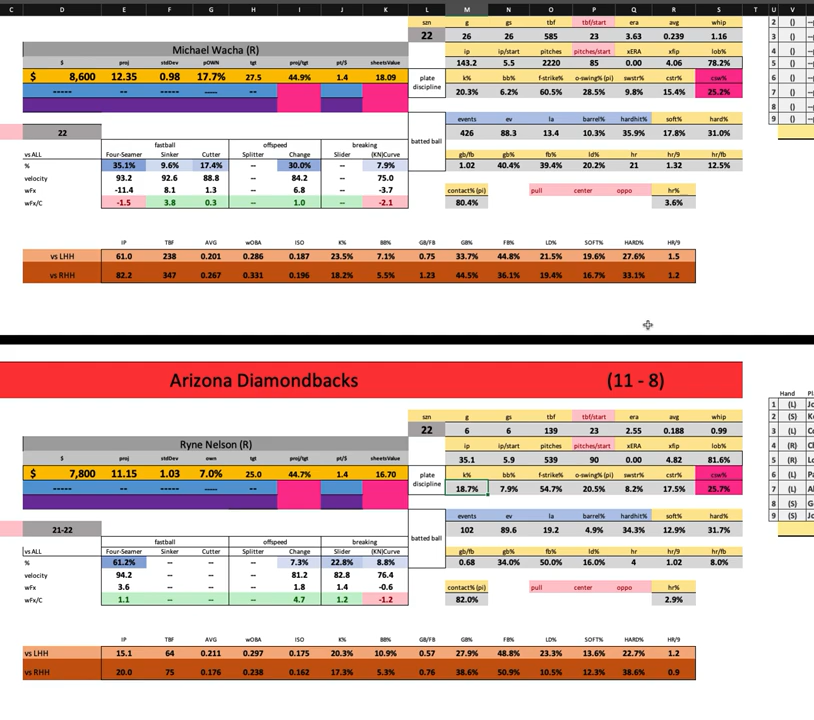 C D E F G H I J K L M N O P Q R S T U V
szn g gs tbf tbf/start era avg whip 2 ()
22 26 26 585 23 3.63 0.239 1.16 3 ()
Michael Wacha (R) ip ip/start pitches pitches/start xERA xfip lob% 4 ()
$ proj stdDev pOWN tgt proj/tgt pt/$ sheetsValue 143.2 5.5 2220 85 0.00 4.06 78.2% 5 ()
$ 8,600 12.35 0.98 17.7% 27.5 44.9% 1.4 18.09 plate discipline k% bb% f-strike% o-swing% (pi) swstr% cstr% csw% 6 ()
----- -- ---- ---- -- 20.3% 6.2% 60.5% 28.5% 9.8% 15.4% 25.2% 7 ()
8 ()
batted ball events ev la barrel% hardhit% soft% hard% 9 ()
22 426 88.3 13.4 10.3% 35.9% 17.8% 31.0%
fastball offspeed breaking
vs ALL Four-Seamer Sinker Cutter Splitter Change Slider (KN)Curve gb/fb gb% fb% ld% hr hr/9 hr/fb
% 35.1% 9.6% 17.4% -- 30.0% -- 7.9% 1.02 40.4% 39.4% 20.2% 21 1.32 12.5%
velocity 93.2 92.6 88.8 -- 84.2 -- 75.0
wFx -11.4 8.1 1.3 -- 6.8 -- -3.7 contact% (pi) pull center oppo hr%
wFx/C -1.5 3.8 0.3 -- 1.0 -- -2.1 80.4% 3.6%
IP TBF AVG wOBA ISO K% BB% GB/FB GB% FB% LD% SOFT% HARD% HR/9
vs LHH 61.0 238 0.201 0.286 0.187 23.5% 7.1% 0.75 33.7% 44.8% 21.5% 19.6% 27.6% 1.5
vs RHH 82.2 347 0.267 0.331 0.196 18.2% 5.5% 1.23 44.5% 36.1% 19.4% 16.7% 33.1% 1.2
Arizona Diamondbacks (11 - 8)
Hand
1 (L)
szn g gs tbf tbf/start era avg whip 2 (S)
22 6 6 139 23 2.55 0.188 0.99 3 (L)
Ryne Nelson (R) ip ip/start pitches pitches/start xERA xfip lob% 4 (R)
$ proj stdDev own tgt proj/tgt pt/$ sheetsValue 35.1 5.9 539 90 0.00 4.82 81.6% 5 (R)
$ 7,800 11.15 1.03 7.0% 25.0 44.7% 1.4 16.70 plate discipline k% bb% f-strike% o-swing% (pi) swstr% cstr% csw% 6 (L)
----- -- ---- ---- -- 18.7% 7.9% 54.7% 20.5% 8.2% 17.5% 25.7% 7 (L)
8 (S)
batted ball events ev la barrel% hardhit% soft% hard% 9 (S)
21-22 102 89.6 19.2 4.9% 34.3% 12.9% 31.7%
fastball offspeed breaking
vs ALL Four-Seamer Sinker Cutter Splitter Change Slider (KN)Curve gb/fb gb% fb% ld% hr hr/9 hr/fb
% 61.2% -- -- -- 7.3% 22.8% 8.8% 0.68 34.0% 50.0% 16.0% 4 1.02 8.0%
velocity 94.2 -- -- -- 81.2 82.8 76.4
wFx 3.6 -- -- -- 1.8 1.4 -0.6 contact% (pi) pull center oppo hr%
wFx/C 1.1 -- -- -- 4.7 1.2 -1.2 82.0% 2.9%
IP TBF AVG wOBA ISO K% BB% GB/FB GB% FB% LD% SOFT% HARD% HR/9
vs LHH 15.1 64 0.211 0.297 0.175 20.3% 10.9% 0.57 27.9% 48.8% 23.3% 13.6% 22.7% 1.2
vs RHH 20.0 75 0.176 0.238 0.162 17.3% 5.3% 0.76 38.6% 50.9% 10.5% 12.3% 38.6% 0.9